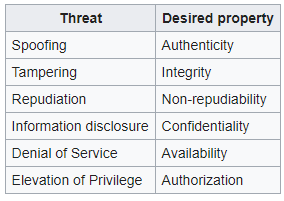 Threat Desired property
Spoofing Authenticity
Tampering Integrity
Repudiation Non-repudiability
Information disclosure Confidentiality
Denial of Service Availability
Elevation of Privilege Authorization